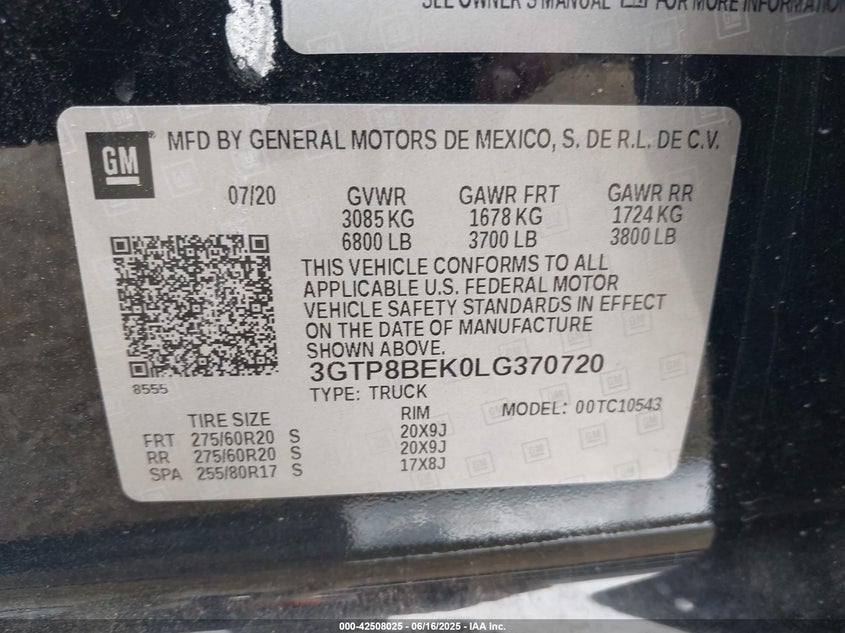 SEE OWNER'S MANUAL FOR MORE INFORMATION
GM
MFD BY GENERAL MOTORS DE MEXICO, S. DE R.L. DE C.V.
07/20 GVWR GAWR FRT GAWR RR
3085 KG 1678 KG 1724 KG
6800 LB 3700 LB 3800 LB
THIS VEHICLE CONFORMS TO ALL
APPLICABLE U.S. FEDERAL MOTOR
VEHICLE SAFETY STANDARDS IN EFFECT
ON THE DATE OF MANUFACTURE
SHOWN ABOVE.
3GTP8BEK0LG370720
8555
TYPE: TRUCK
TIRE SIZE RIM MODEL: 00TC10543
FRT 275/60R20 S 20X9J
RR 275/60R20 S 20X9J
SPA 255/80R17 S 17X8J
000-42508025 - 06/16/2025 - IAA Inc.